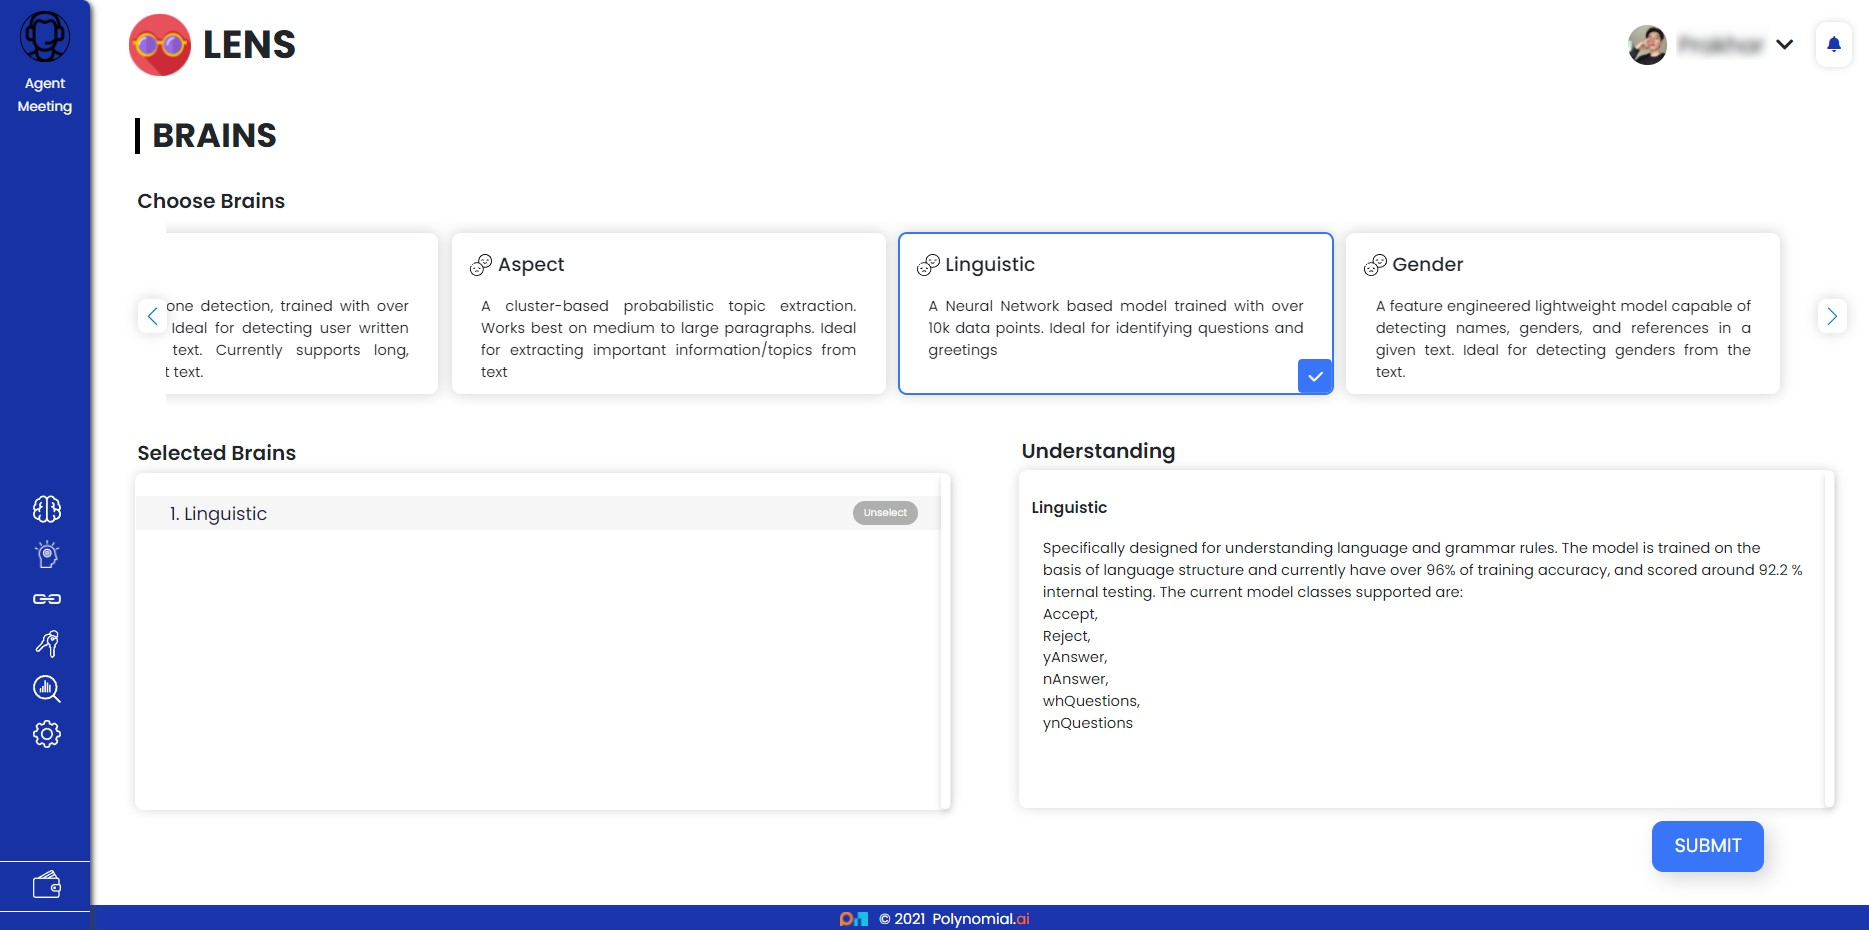 Agent
Meeting
LENS
BRAINS
Choose Brains
one detection, trained with over
Ideal for detecting user written
text. Currently supports long,
t text.
Aspect
A cluster-based probabilistic topic extraction.
Works best on medium to large paragraphs. Ideal
for extracting important information/topics from
text
Linguistic
A Neural Network based model trained with over
10k data points. Ideal for identifying questions and
greetings
Gender
A feature engineered lightweight model capable of
detecting names, genders, and references in a
given text. Ideal for detecting genders from the
text.
Selected Brains
1. Linguistic
Unselect
Understanding
Linguistic
Specifically designed for understanding language and grammar rules. The model is trained on the
basis of language structure and currently have over 96% of training accuracy, and scored around 92.2 %
internal testing. The current model classes supported are:
Accept,
Reject,
yAnswer,
nAnswer,
whQuestions,
ynQuestions
SUBMIT
© 2021 Polynomial.ai